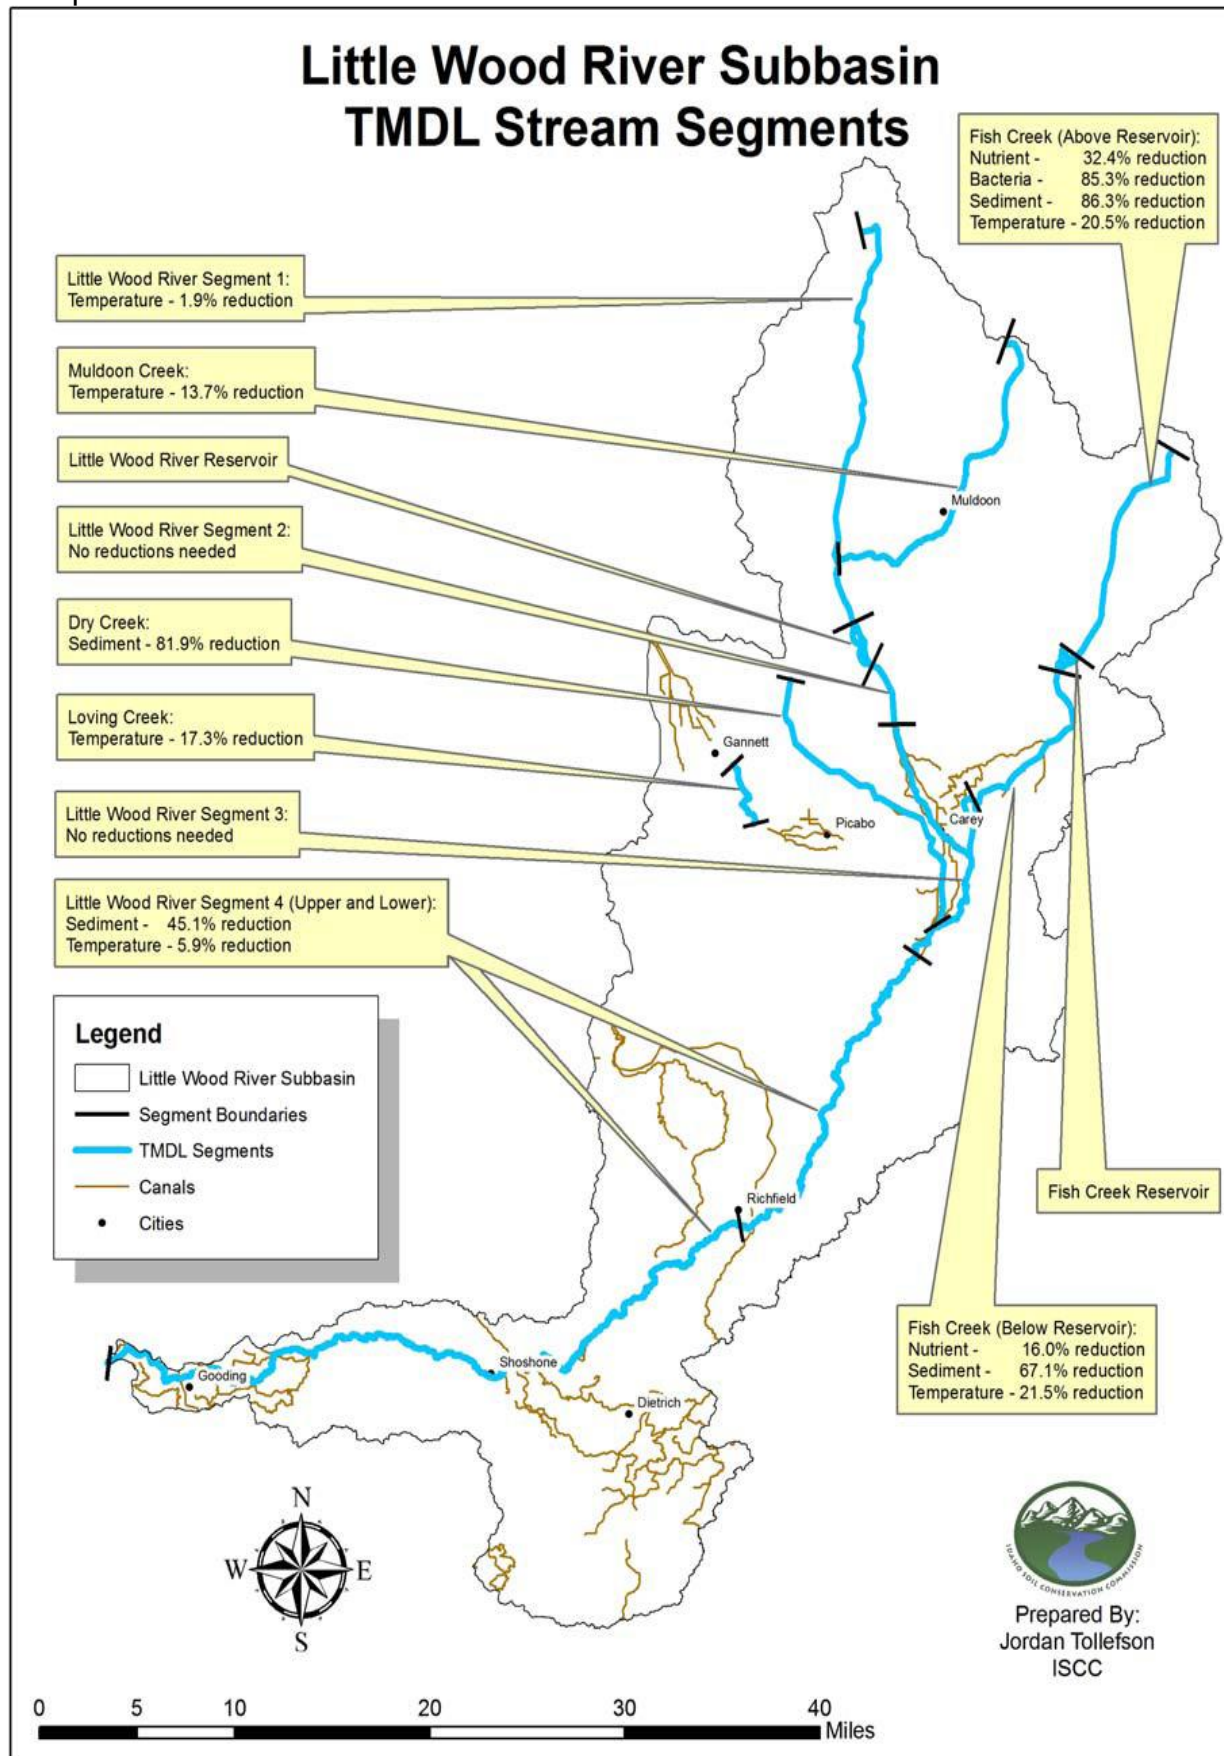 Little Wood River Subbasin
TMDL Stream Segments
Fish Creek (Above Reservoir):
Nutrient - 32.4% reduction
Bacteria - 85.3% reduction
Sediment - 86.3% reduction
Temperature - 20.5% reduction
Little Wood River Segment 1:
Temperature - 1.9% reduction
Muldoon Creek:
Temperature - 13.7% reduction
Little Wood River Reservoir
Little Wood River Segment 2:
No reductions needed
Dry Creek:
Sediment - 81.9% reduction
Loving Creek:
Temperature - 17.3% reduction
Little Wood River Segment 3:
No reductions needed
Little Wood River Segment 4 (Upper and Lower):
Sediment - 45.1% reduction
Temperature - 5.9% reduction
Muldoon
Gannett
Picabo
Carey
Richfield
Shoshone
Gooding
Dietrich
Legend
Little Wood River Subbasin
Segment Boundaries
TMDL Segments
Canals
Cities
Fish Creek Reservoir
Fish Creek (Below Reservoir):
Nutrient - 16.0% reduction
Sediment - 67.1% reduction
Temperature - 21.5% reduction
N
W E
S
IDAHO SOIL CONSERVATION COMMISSION
Prepared By:
Jordan Tollefson
ISCC
0 5 10 20 30 40
Miles